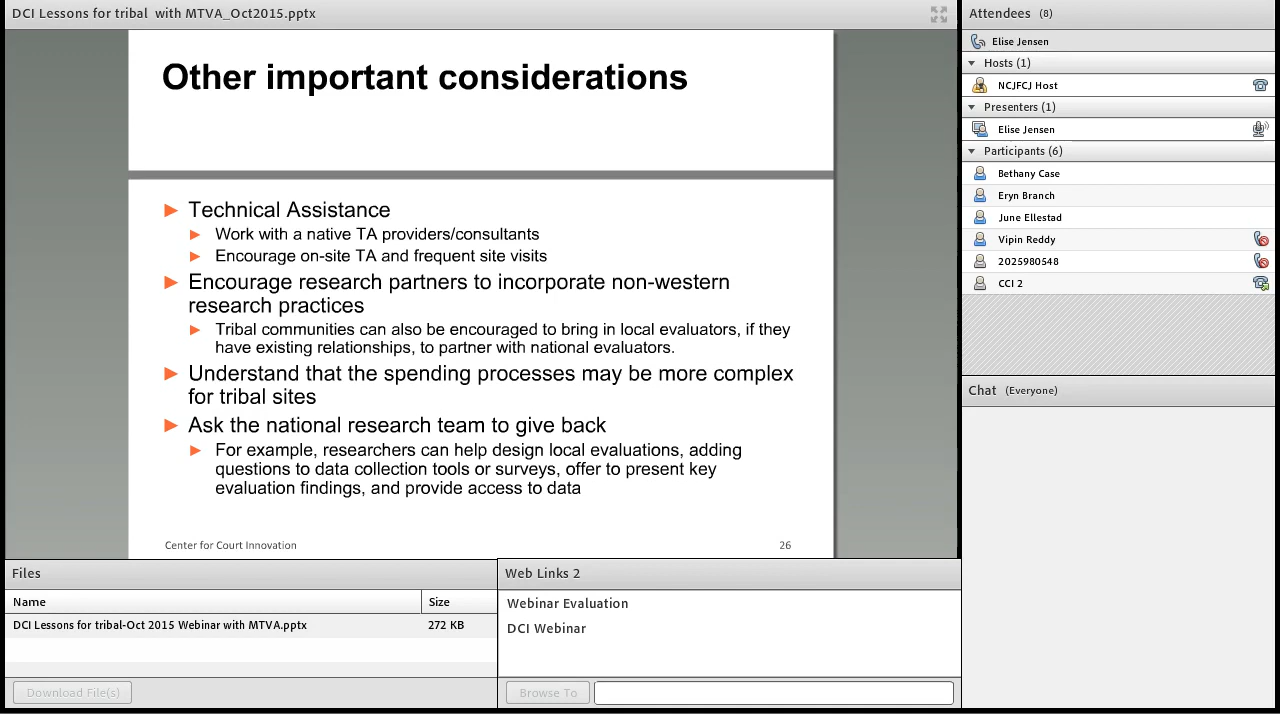 DCI Lessons for tribal  with MTVA_Oct2015.pptx
Other important considerations
Technical Assistance
Work with a native TA providers/consultants
Encourage on-site TA and frequent site visits
Encourage research partners to incorporate non-western
research practices
Tribal communities can also be encouraged to bring in local evaluators, if they
have existing relationships, to partner with national evaluators.
Understand that the spending processes may be more complex
for tribal sites
Ask the national research team to give back
For example, researchers can help design local evaluations, adding
questions to data collection tools or surveys, offer to present key
evaluation findings, and provide access to data
Center for Court Innovation
26
Files
Name
Size
DCI Lessons for tribal-Oct 2015 Webinar with MTVA.pptx
272 KB
Download File(s)
Web Links 2
Webinar Evaluation
DCI Webinar
Browse To
Attendees (8)
Elise Jensen
Hosts (1)
NCJFCJ Host
Presenters (1)
Elise Jensen
Participants (6)
Bethany Case
Eryn Branch
June Ellestad
Vipin Reddy
2025980548
CCI 2
Chat (Everyone)